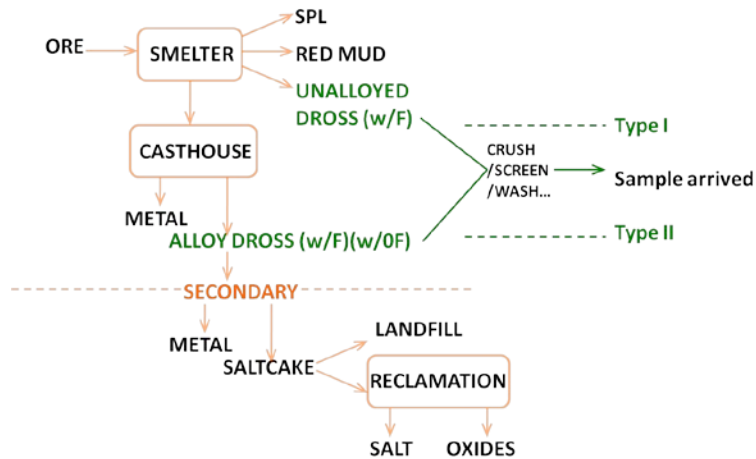 SPL
ORE
SMELTER
RED MUD
UNALLOYED
DROSS (w/F)
Type I
CASTHOUSE
CRUSH
/SCREEN
/WASH...
Sample arrived
METAL
ALLOY DROSS (w/F)(w/0F)
Type II
SECONDARY
METAL
LANDFILL
SALTCAKE
RECLAMATION
SALT
OXIDES